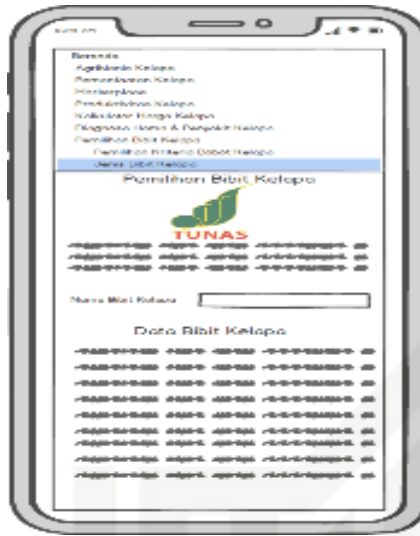 Beranda
Agribisnis Kelapa
Pemanfaatan Kelapa
Marketplace
Produktivitas Kelapa
Kalkulator Harga Kelapa
Diagnosa Hama & Penyakit Kelapa
Pemilihan Bibit Kelapa
Pemilihan Kriteria Bobot Kelapa
Jenis Bibit Kelapa
Pemilihan Bibit Kelapa
TUNAS
Nama Bibit Kelapa
Data Bibit Kelapa